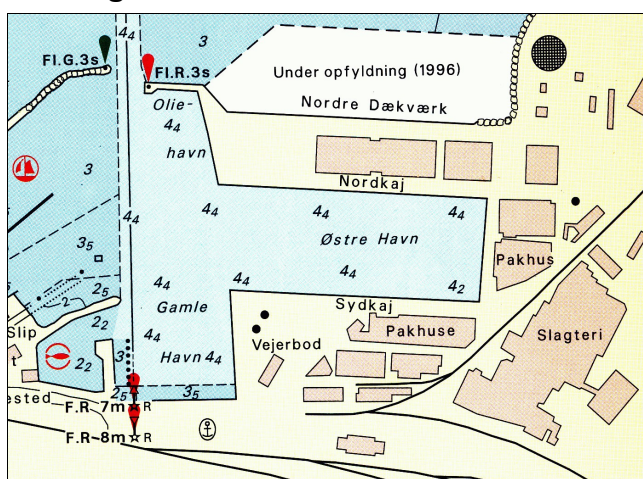 4₄
3
Fl.G.3s
Fl.R.3s
Under opfyldning (1996)
Nordre Dækværk
Olie-
4₄
havn
3
Nordkaj
4₄
4₄
4₄
4₄
Østre Havn
3₅
Pakhus
4₄
4₄
4₄
4₂
2₅
2
Gamle
Sydkaj
2₂
Slip
4₄
Vejerbod
Pakhuse
Slagteri
t
3
Havn
4₄
2₂
ested
2₅
3₅
F.R 7m
R
F.R 8m
R